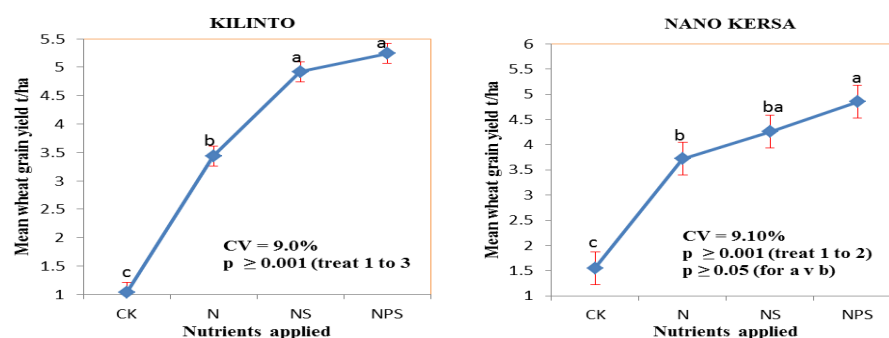 KILINTO
Mean wheat grain yield t/ha
5.5
5
4.5
4
3.5
3
2.5
2
1.5
1
c
b
a
a
CV = 9.0%
p ≥ 0.001 (treat 1 to 3
CK N NS NPS
Nutrients applied
NANO KERSA
Mean wheat grain yield t/ha
6
5.5
5
4.5
4
3.5
3
2.5
2
1.5
1
c
b
ba
a
CV = 9.10%
p ≥ 0.001 (treat 1 to 2)
p ≥ 0.05 (for a v b)
CK N NS NPS
Nutrients applied